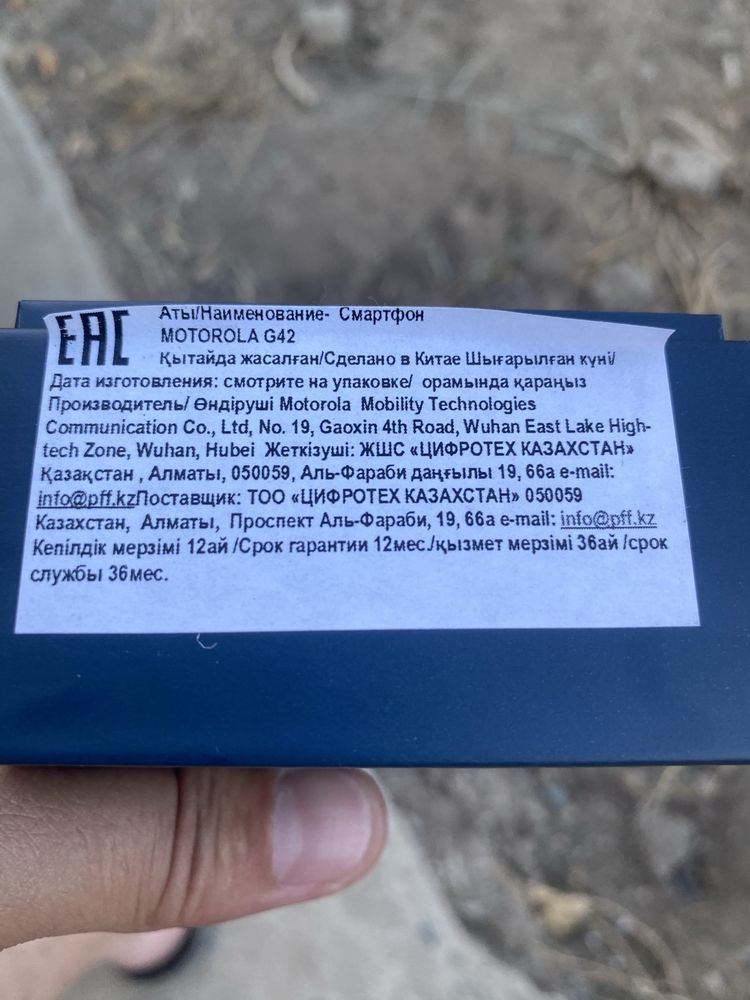 EAC
Аты/Наименование- Смартфон
MOTOROLA G42
Қытайда жасалған/Сделано в Китае Шығарылған күні/
Дата изготовления: смотрите на упаковке/ орамында қараңыз
Производитель/ Өндіруші Motorola Mobility Technologies
Communication Co., Ltd, No. 19, Gaoxin 4th Road, Wuhan East Lake High-
tech Zone, Wuhan, Hubei Жеткізуші: ЖШС «ЦИФРОТЕХ КАЗАХСТАН»
Қазақстан , Алматы, 050059, Аль-Фараби даңғылы 19, 66а e-mail:
info@pff.kzПоставщик: ТОО «ЦИФРОТЕХ КАЗАХСТАН» 050059
Казахстан, Алматы, Проспект Аль-Фараби, 19, 66а e-mail: info@pff.kz
Кепілдік мерзімі 12ай /Срок гарантии 12мес./қызмет мерзімі 36ай /срок
службы 36мес.